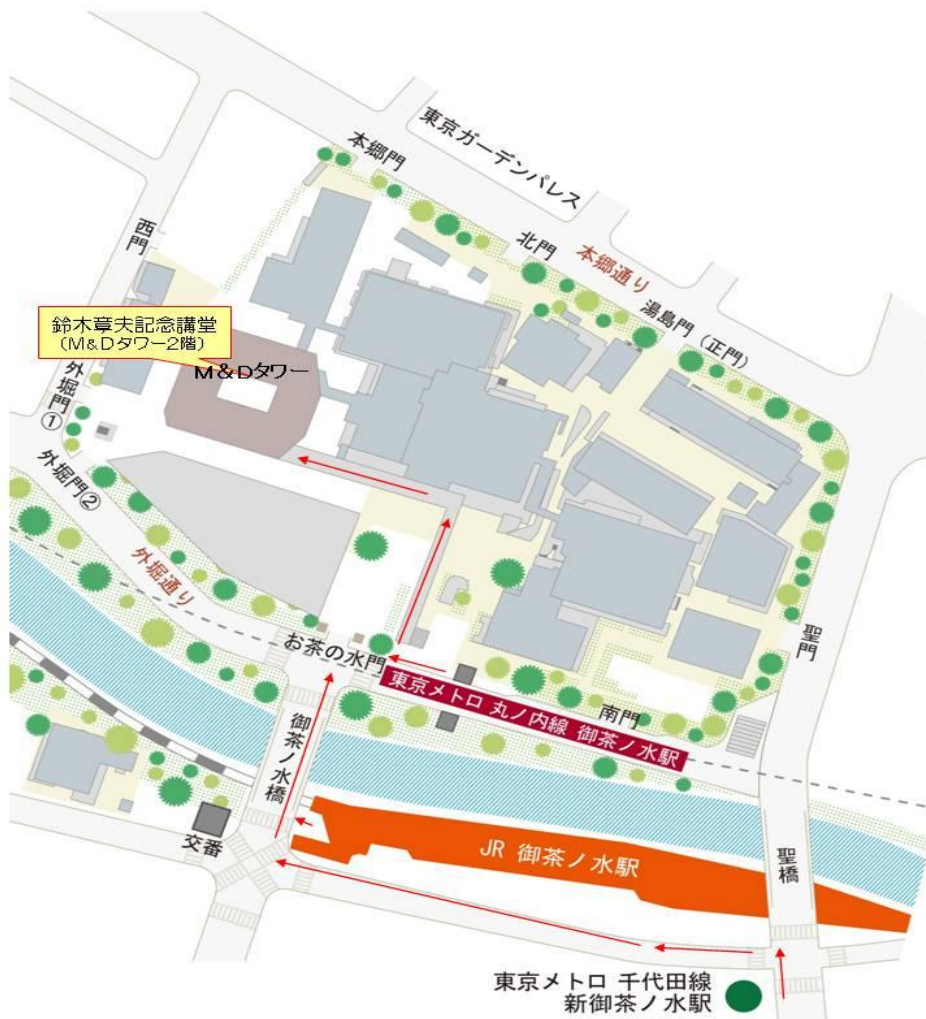 東京ガーデンパレス
本郷門
西門
北門
本郷通り
湯島門(正門)
鈴木章夫記念講堂
(M&Dタワー2階)
M&Dタワー
外堀門
①
外堀門②
外堀通り
お茶の水門
東京メトロ 丸ノ内線 御茶ノ水駅
南門
聖門
御茶ノ水橋
交番
JR 御茶ノ水駅
聖橋
東京メトロ 千代田線
新御茶ノ水駅